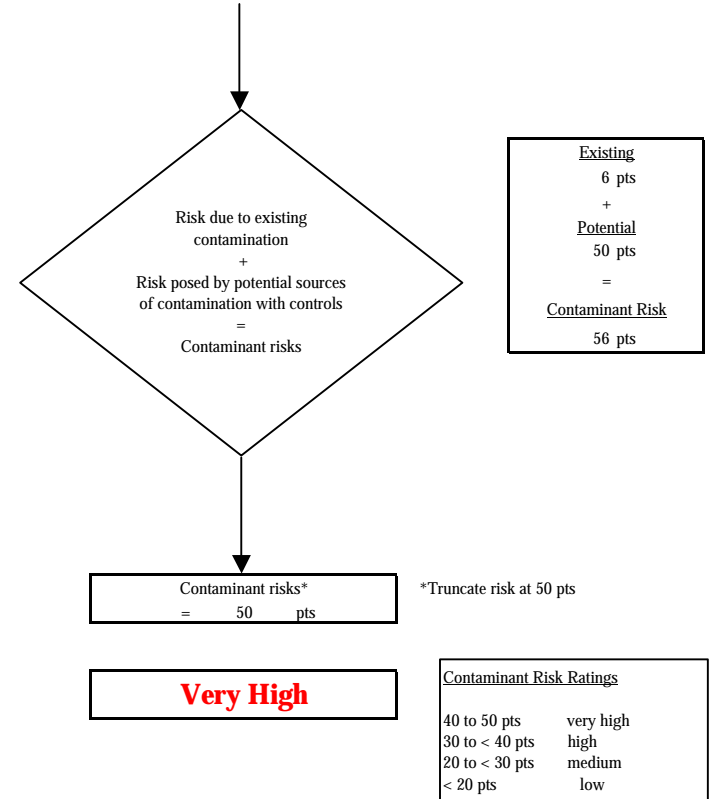 Risk due to existing
contamination
+
Risk posed by potential sources
of contamination with controls
=
Contaminant risks
Existing
6 pts
+
Potential
50 pts
=
Contaminant Risk
56 pts
Contaminant risks*
= 50 pts
*Truncate risk at 50 pts
Very High
Contaminant Risk Ratings
40 to 50 pts very high
30 to < 40 pts high
20 to < 30 pts medium
< 20 pts low